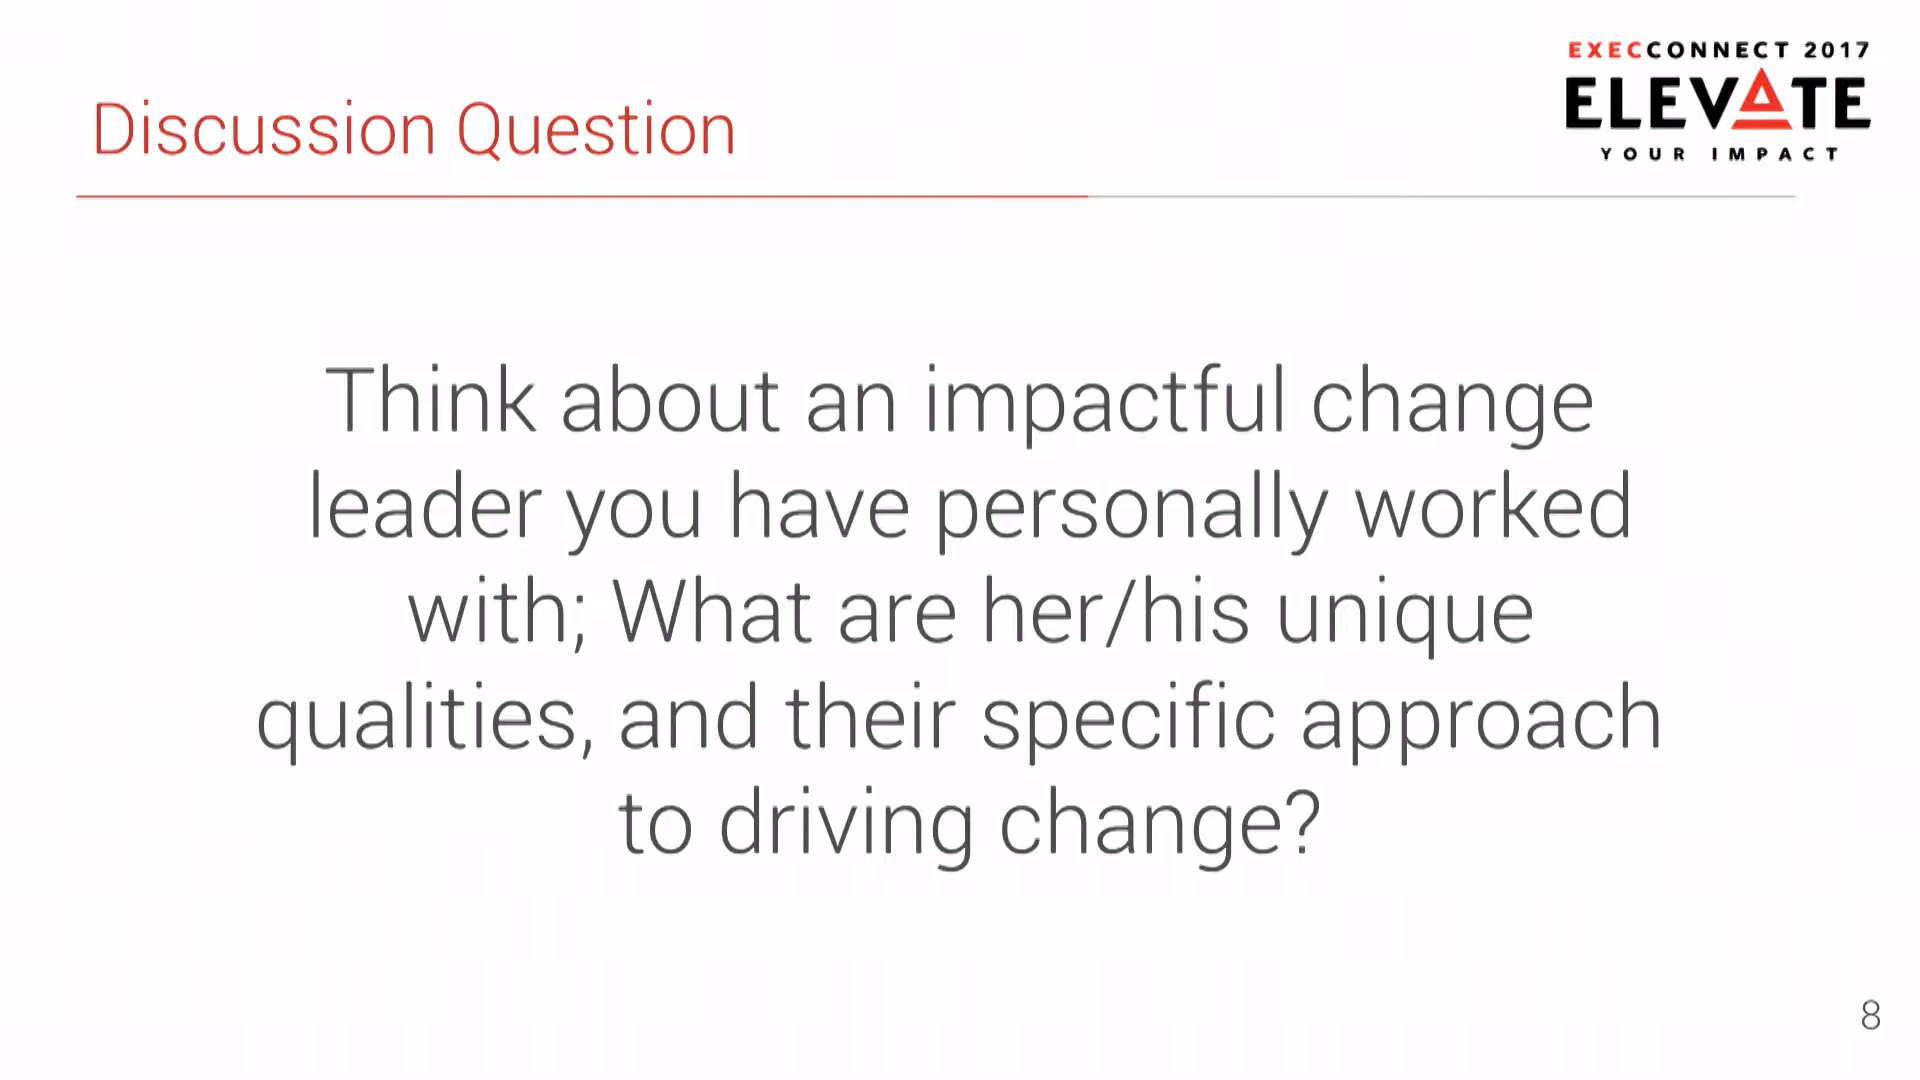 EXECCONNECT 2017
ELEVATE
YOUR IMPACT
Discussion Question
Think about an impactful change
leader you have personally worked
with; What are her/his unique
qualities, and their specific approach
to driving change?
8